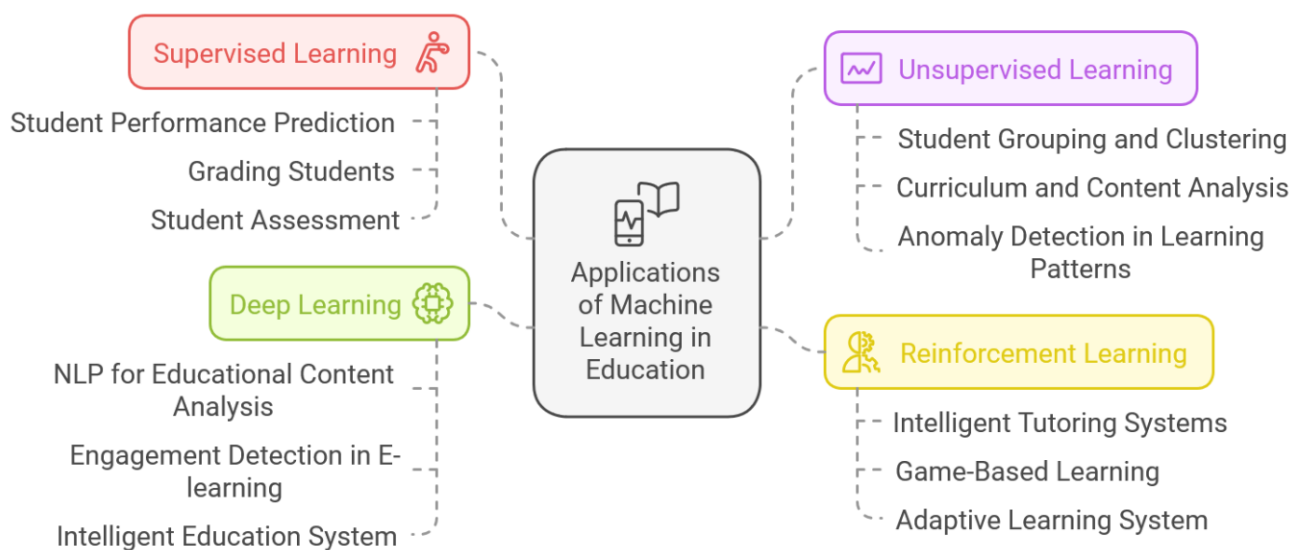 Supervised Learning
Student Performance Prediction
Grading Students
Student Assessment
Deep Learning
NLP for Educational Content
Analysis
Engagement Detection in E-
learning
Intelligent Education System
Applications
of Machine
Learning in
Education
Unsupervised Learning
Student Grouping and Clustering
Curriculum and Content Analysis
Anomaly Detection in Learning
Patterns
Reinforcement Learning
Intelligent Tutoring Systems
Game-Based Learning
Adaptive Learning System